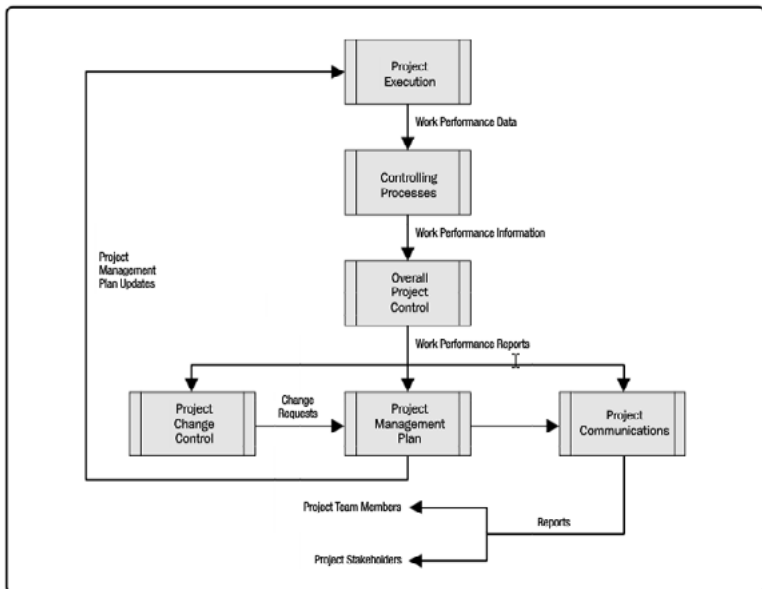 Project
Execution
Work Performance Data
Controlling
Processes
Work Performance Information
Project
Management
Plan Updates
Overall
Project
Control
Work Performance Reports
Project
Change
Control
Change
Requests
Project
Management
Plan
Project
Communications
Project Team Members
Reports
Project Stakeholders